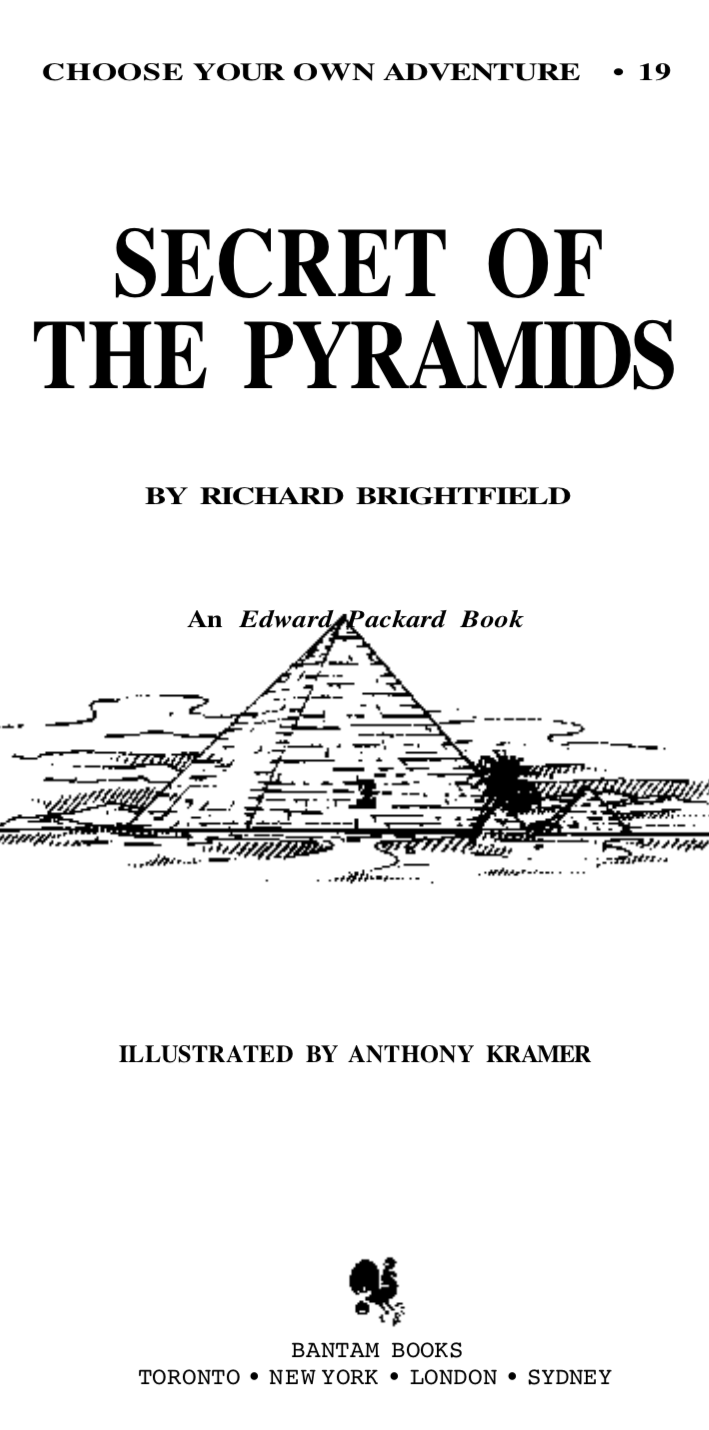 CHOOSE YOUR OWN ADVENTURE • 19
SECRET OF
THE PYRAMIDS
BY RICHARD BRIGHTFIELD
An Edward Packard Book
ILLUSTRATED BY ANTHONY KRAMER
BANTAM BOOKS
TORONTO • NEW YORK • LONDON • SYDNEY